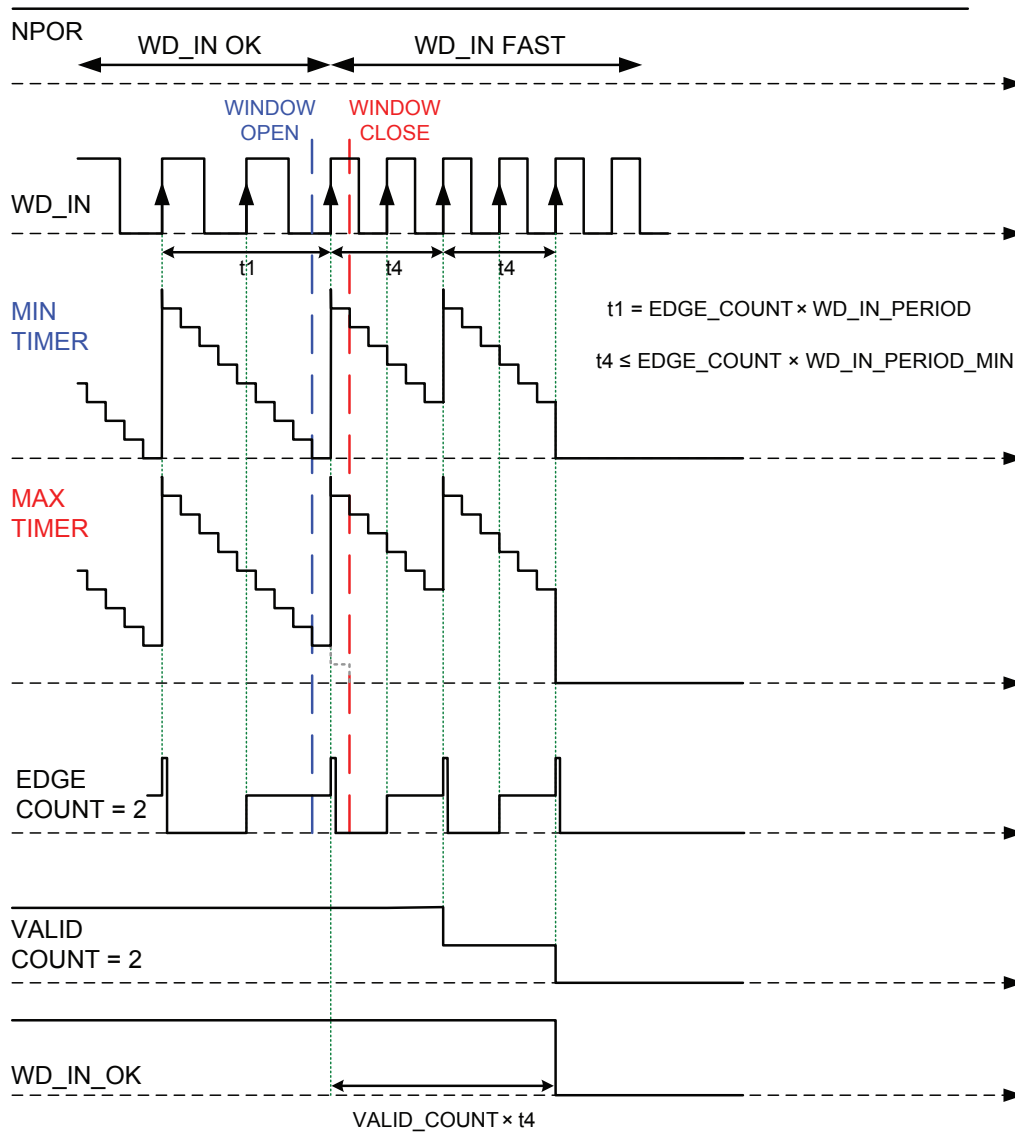 NPOR
WD_IN OK
WD_IN FAST
WINDOW
OPEN
WINDOW
CLOSE
WD_IN
t1
t4
t4
MIN
TIMER
t1 = EDGE_COUNT × WD_IN_PERIOD
t4 ≤ EDGE_COUNT × WD_IN_PERIOD_MIN
MAX
TIMER
EDGE
COUNT = 2
VALID
COUNT = 2
WD_IN_OK
VALID_COUNT × t4